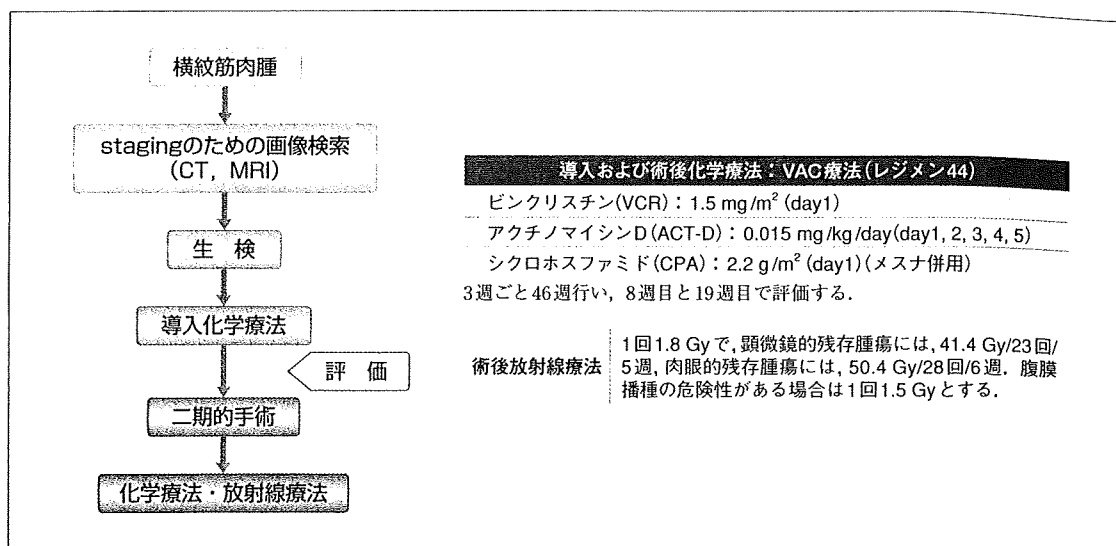 横紋筋肉腫
stagingのための画像検索
(CT, MRI)
生 検
導入化学療法
評 価
二期的手術
化学療法・放射線療法
導入および術後化学療法：VAC療法(レジメン44)
ビンクリスチン(VCR)：1.5 mg/m² (day1)
アクチノマイシンD(ACT-D)：0.015 mg/kg/day(day1, 2, 3, 4, 5)
シクロホスファミド(CPA)：2.2 g/m² (day1)(メスナ併用)
3週ごと46週行い，8週目と19週目で評価する．
術後放射線療法
1回1.8 Gyで，顕微鏡的残存腫瘍には，41.4 Gy/23回/
5週，肉眼的残存腫瘍には，50.4 Gy/28回/6週．腹膜
播種の危険性がある場合は1回1.5 Gyとする．